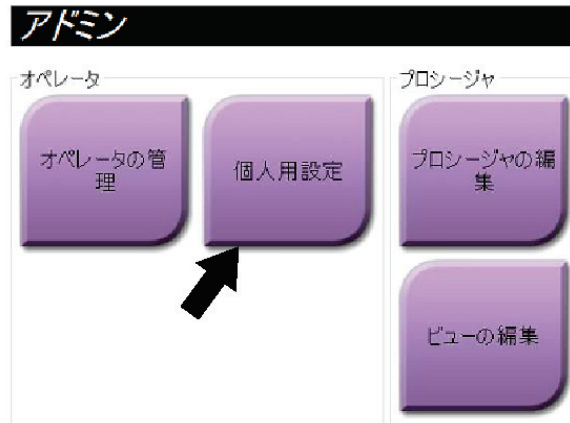 アドミン
オペレータ
プロシージャ
オペレータの管
理
個人用設定
プロシージャの編
集
ビューの編集